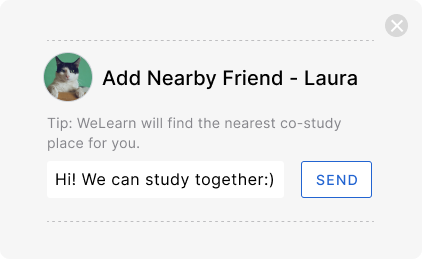 Add Nearby Friend - Laura
Tip: WeLearn will find the nearest co-study
place for you.
Hi! We can study together:)
SEND